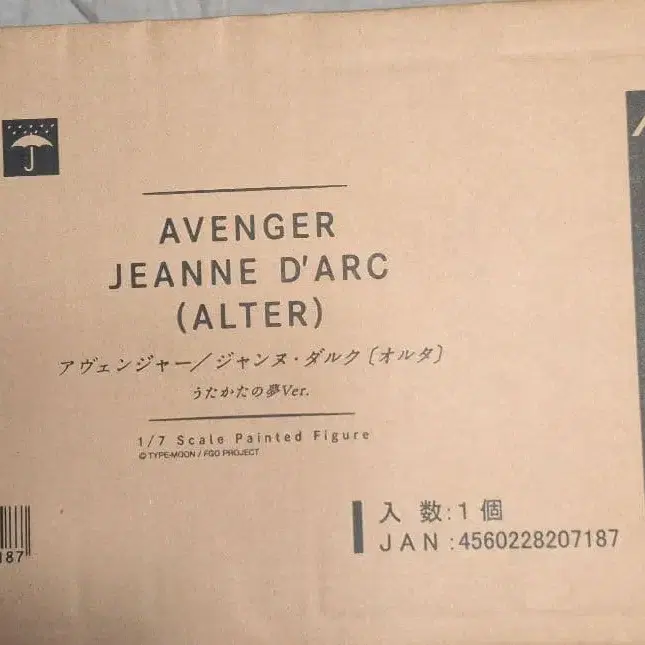 AVENGER
JEANNE D'ARC
(ALTER)
アヴェンジャー／ジャンヌ・ダルク〔オルタ〕
うたかたの夢Ver.
1/7 Scale Painted Figure
© TYPE-MOON / FGO PROJECT
入 数:1 個
JAN :4560228207187
187